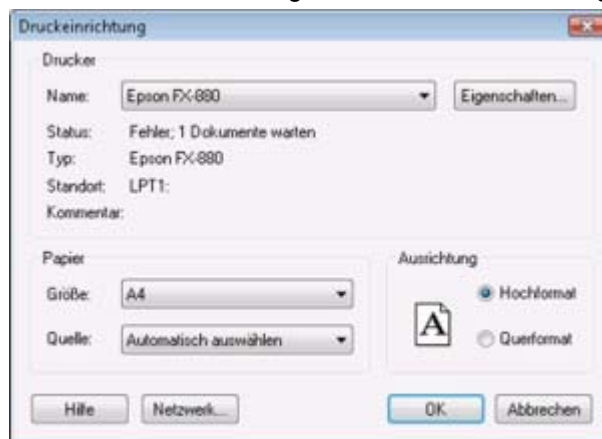 Druckeinrichtung
Drucker
Name: Epson FX-880 Eigenschaften...
Status: Fehler; 1 Dokumente warten
Typ: Epson FX-880
Standort: LPT1:
Kommentar:
Papier
Größe: A4
Quelle: Automatisch auswählen
Ausrichtung
A
Hochformat
Querformat
Hilfe Netzwerk... OK Abbrechen